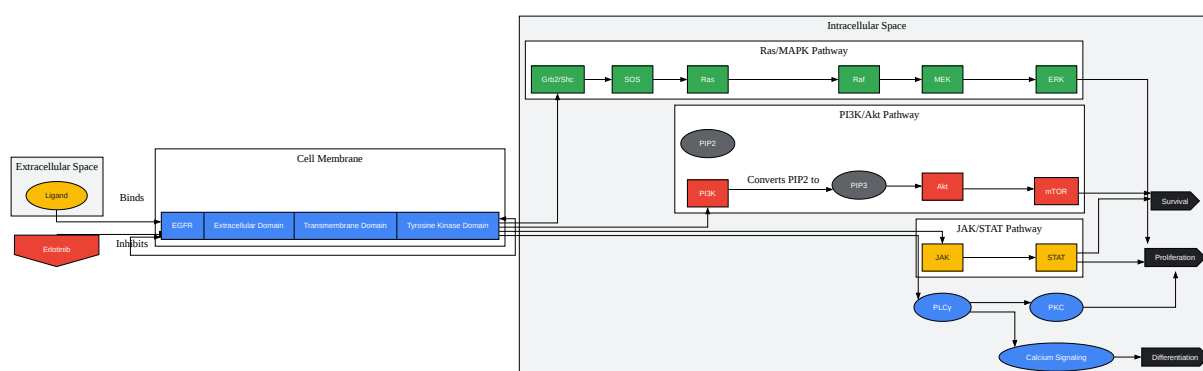 Intracellular Space
Ras/MAPK Pathway
Grb2/Shc
SOS
Ras
Raf
MEK
ERK
PI3K/Akt Pathway
PIP2
PI3K
Converts PIP2 to
PIP3
Akt
mTOR
Extracellular Space
Ligand
Binds
Erlotinib
Inhibits
Cell Membrane
EGFR
Extracellular Domain
Transmembrane Domain
Tyrosine Kinase Domain
JAK/STAT Pathway
JAK
STAT
PLCγ
PKC
Calcium Signaling
Survival
Proliferation
Differentiation